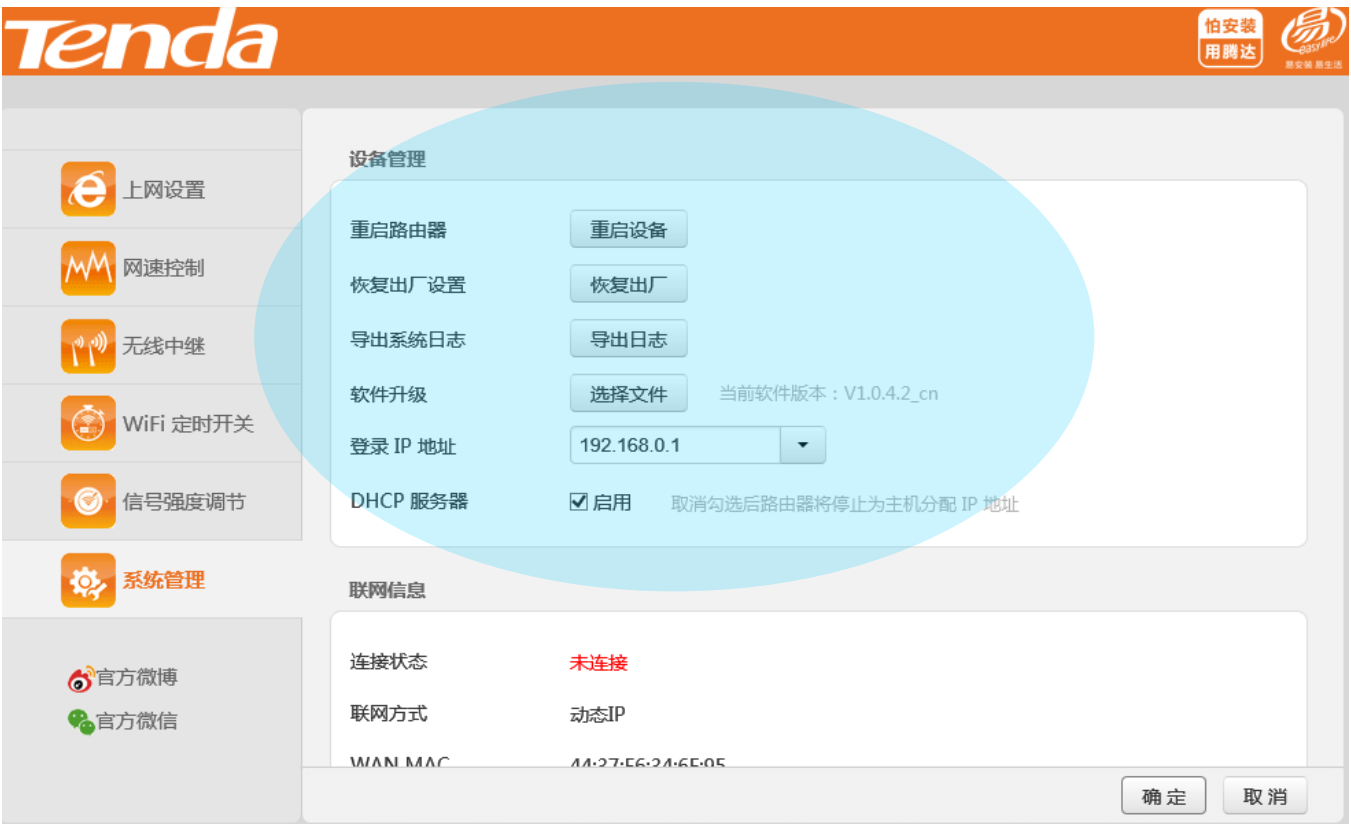 Tenda
怕安装
用腾达
易
easylife
易安装 易生活
上网设置
网速控制
无线中继
WiFi 定时开关
信号强度调节
系统管理
官方微博
官方微信
设备管理
重启路由器 重启设备
恢复出厂设置 恢复出厂
导出系统日志 导出日志
软件升级 选择文件 当前软件版本：V1.0.4.2_cn
登录 IP 地址 192.168.0.1
DHCP 服务器 启用 取消勾选后路由器将停止为主机分配 IP 地址
联网信息
连接状态 未连接
联网方式 动态IP
WAN MAC
确定 取消